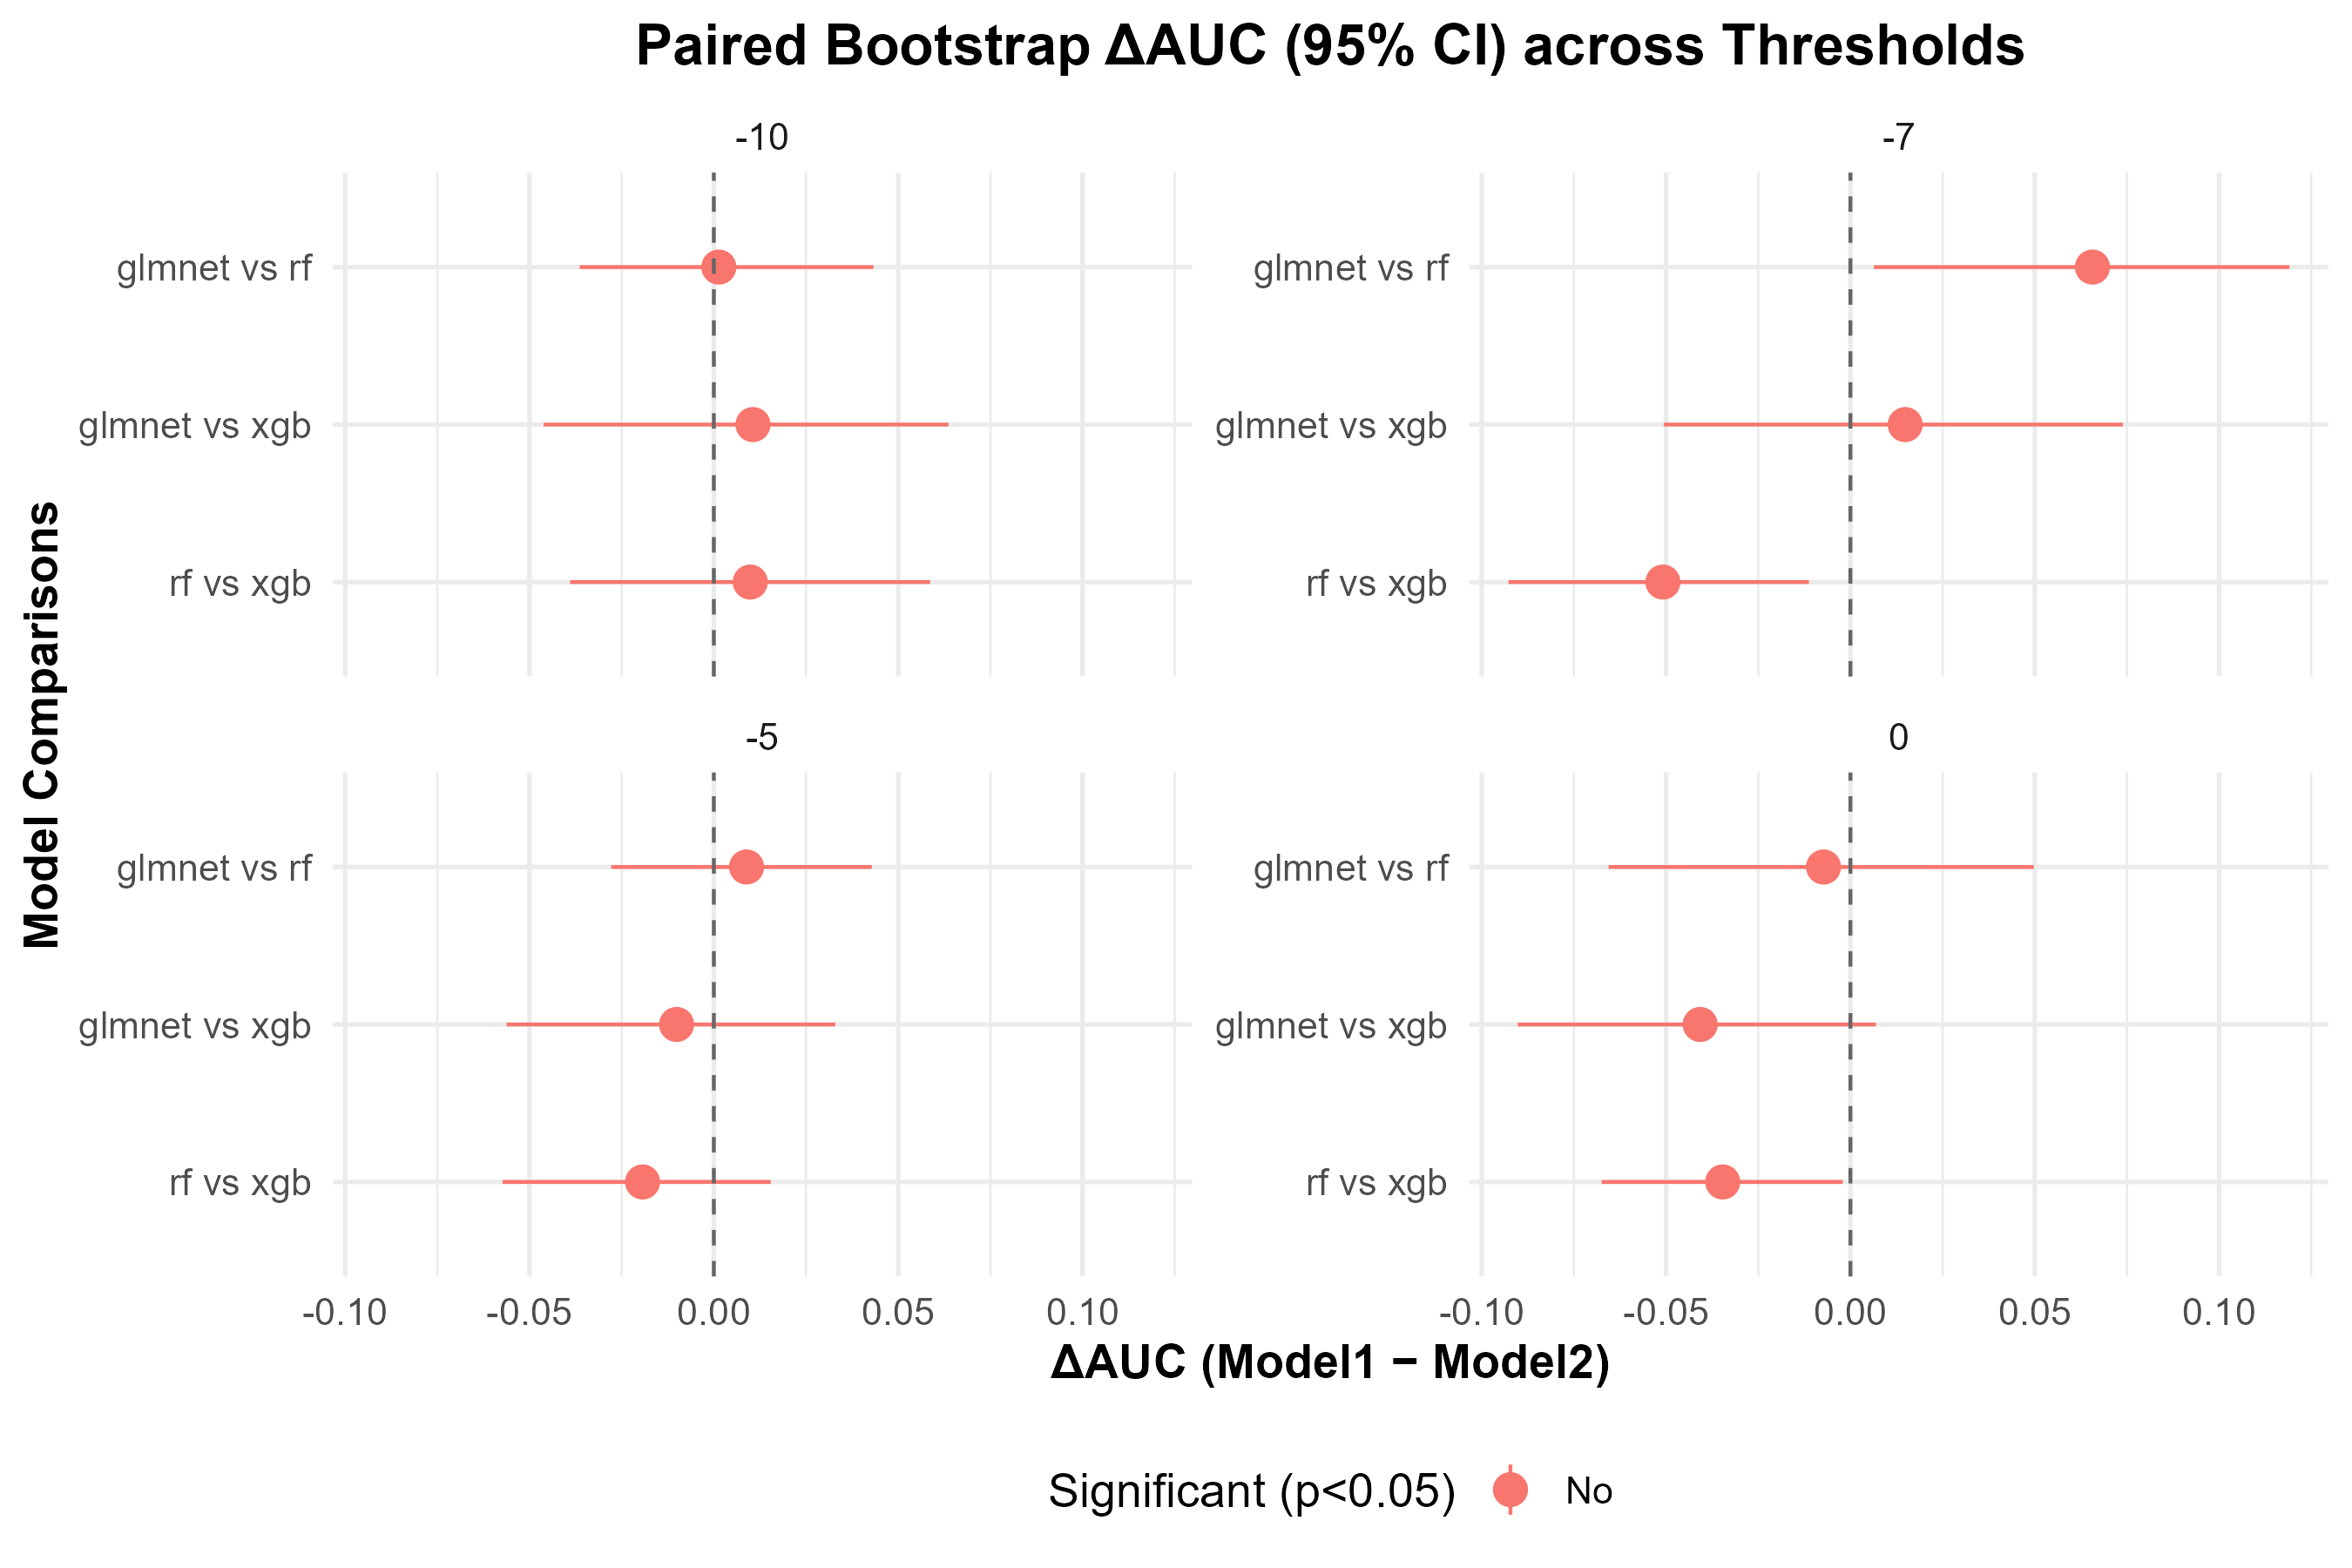 Paired Bootstrap ΔAUC (95% CI) across Thresholds
Model Comparisons
-10
glmnet vs rf
glmnet vs xgb
rf vs xgb
-7
glmnet vs rf
glmnet vs xgb
rf vs xgb
-5
glmnet vs rf
glmnet vs xgb
rf vs xgb
-0.10 -0.05 0.00 0.05 0.10
0
glmnet vs rf
glmnet vs xgb
rf vs xgb
-0.10 -0.05 0.00 0.05 0.10
ΔAUC (Model1 − Model2)
Significant (p<0.05) No